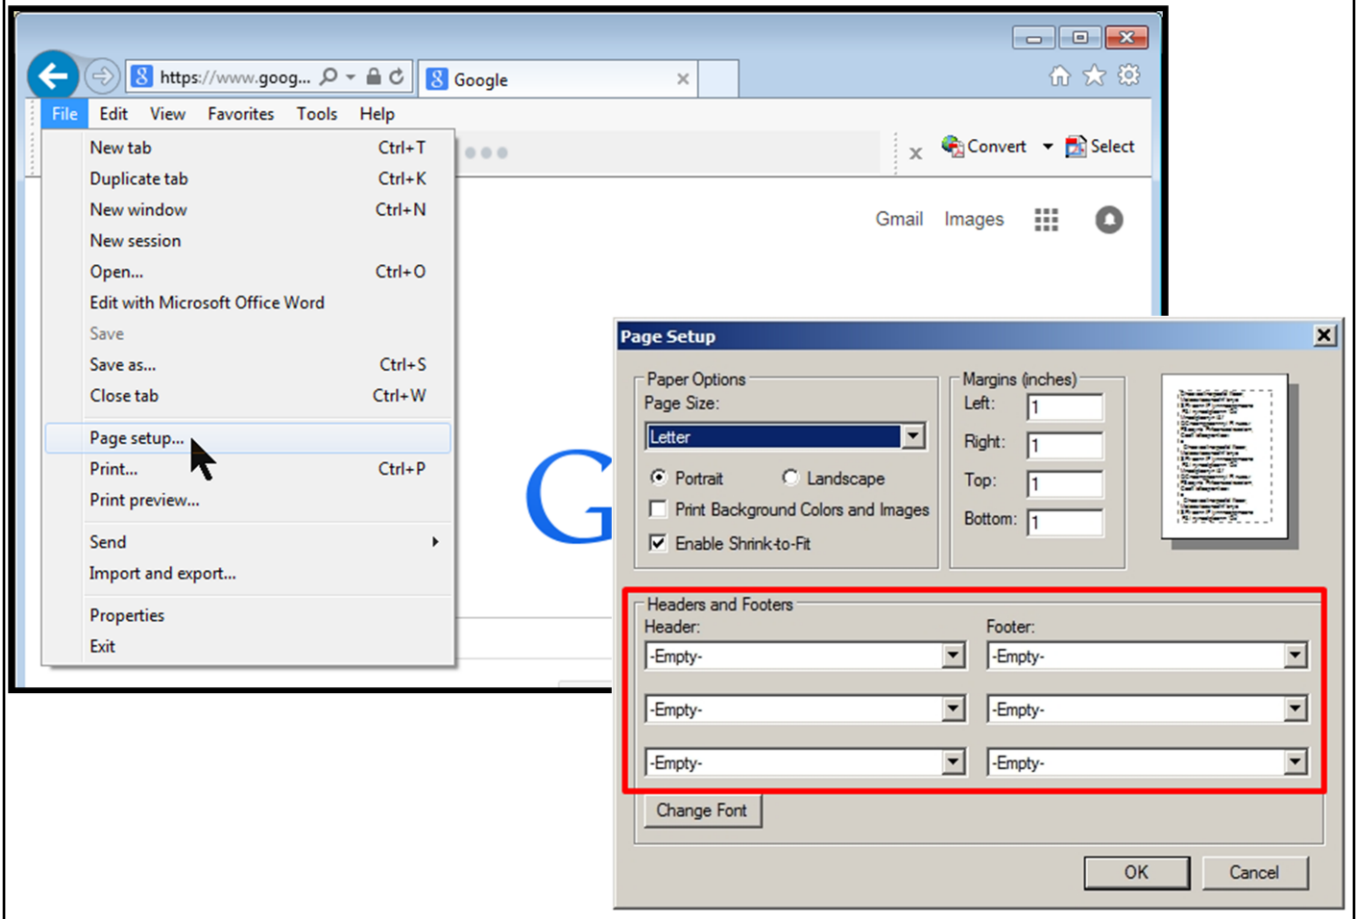 https://www.goog...
Google
File Edit View Favorites Tools Help
New tab Ctrl+T
Duplicate tab Ctrl+K
New window Ctrl+N
New session
Open... Ctrl+O
Edit with Microsoft Office Word
Save
Save as... Ctrl+S
Close tab Ctrl+W
Page setup...
Print... Ctrl+P
Print preview...
Send
Import and export...
Properties
Exit
x Convert Select
Gmail Images
G
Page Setup
Paper Options
Page Size:
Letter
Portrait Landscape
Print Background Colors and Images
Enable Shrink-to-Fit
Margins (inches)
Left: 1
Right: 1
Top: 1
Bottom: 1
Headers and Footers
Header: Footer:
-Empty- -Empty-
-Empty- -Empty-
-Empty- -Empty-
Change Font
OK Cancel